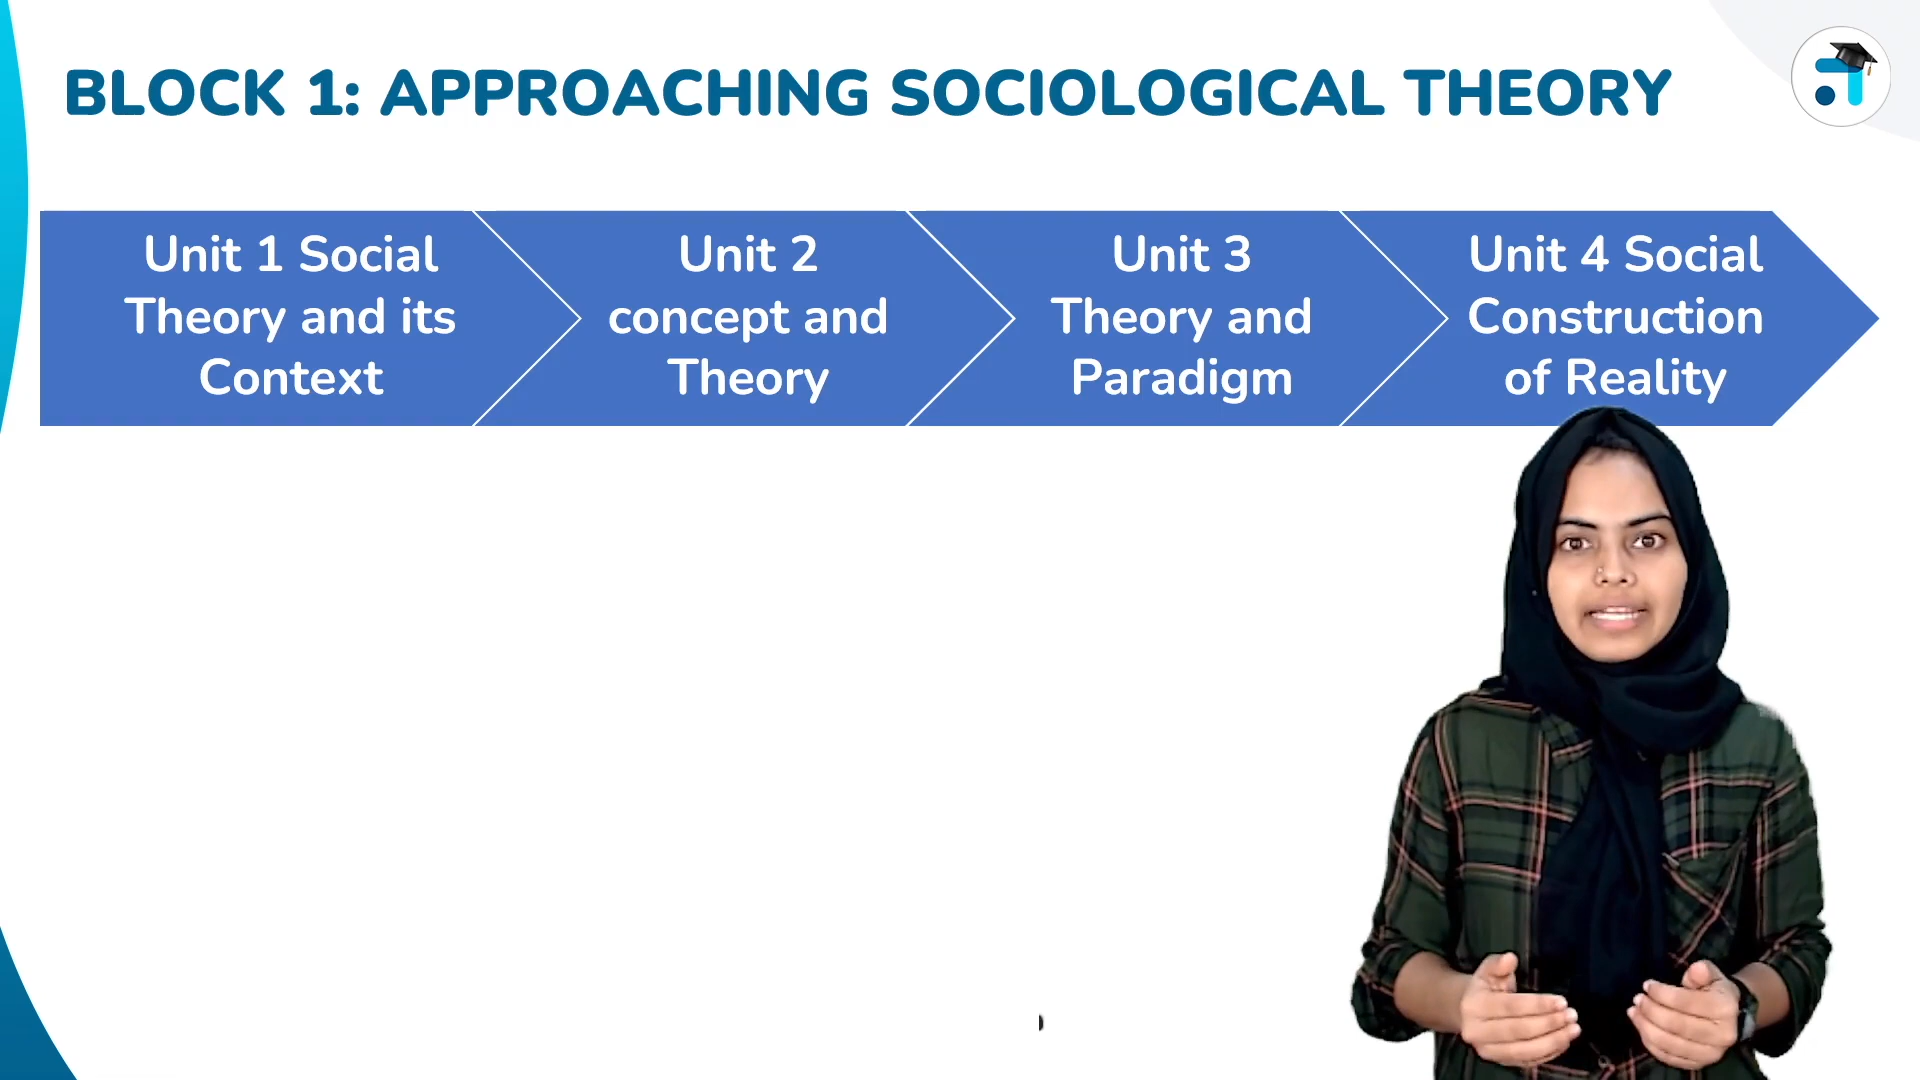 BLOCK 1: APPROACHING SOCIOLOGICAL THEORY
Unit 1 Social
Theory and its
Context
Unit 2
concept and
Theory
Unit 3
Theory and
Paradigm
Unit 4 Social
Construction
of Reality